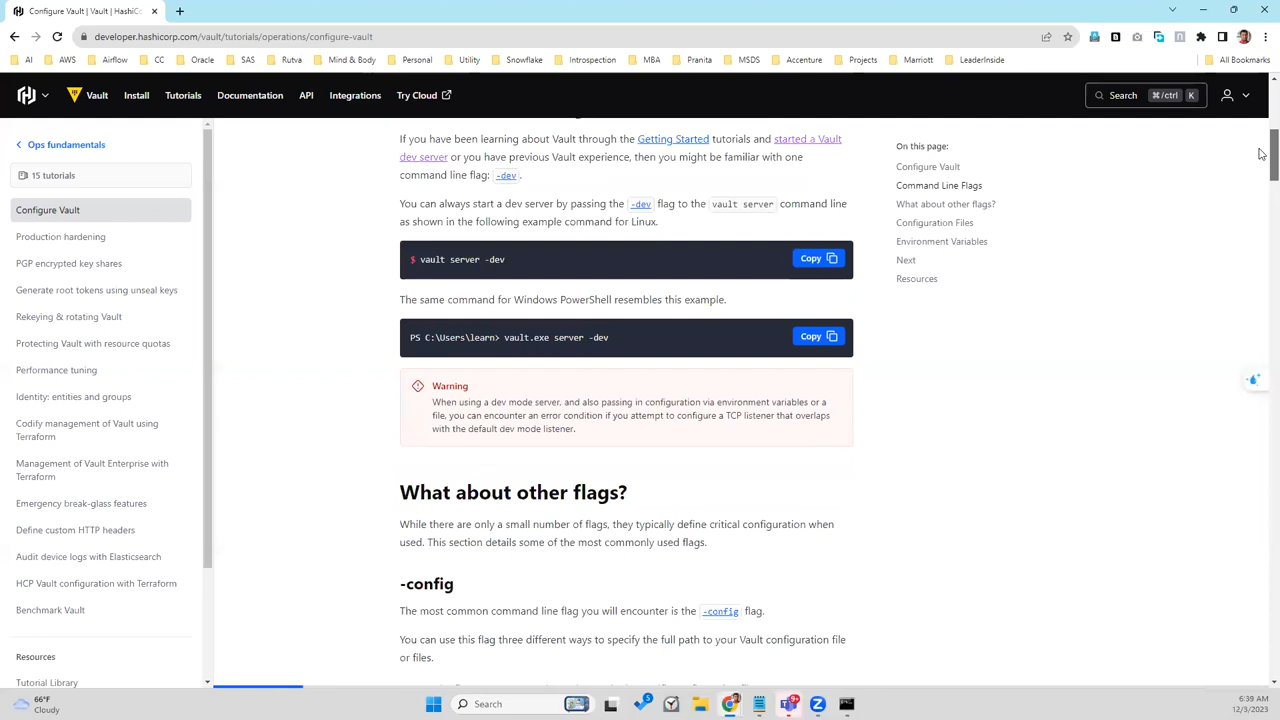 Configure Vault | Vault | HashiCo
developer.hashicorp.com/vault/tutorials/operations/configure-vault
AI
AWS
Airflow
CC
Oracle
SAS
Rutva
Mind & Body
Personal
Utility
Snowflake
Introspection
MBA
Pranita
MSDS
Accenture
Projects
Marriott
LeaderInside
All Bookmarks
Vault
Install
Tutorials
Documentation
API
Integrations
Try Cloud
Search
⌘/ctrl
K
Ops fundamentals
15 tutorials
Configure Vault
Production hardening
PGP encrypted key shares
Generate root tokens using unseal keys
Rekeying & rotating Vault
Protecting Vault with resource quotas
Performance tuning
Identity: entities and groups
Codify management of Vault using
Terraform
Management of Vault Enterprise with
Terraform
Emergency break-glass features
Define custom HTTP headers
Audit device logs with Elasticsearch
HCP Vault configuration with Terraform
Benchmark Vault
Resources
Tutorial Library
If you have been learning about Vault through the Getting Started tutorials and started a Vault
dev server or you have previous Vault experience, then you might be familiar with one
command line flag: -dev.
You can always start a dev server by passing the -dev flag to the vault server command line
as shown in the following example command for Linux.
$ vault server -dev
Copy
The same command for Windows PowerShell resembles this example.
PS C:\Users\learn> vault.exe server -dev
Copy
Warning
When using a dev mode server, and also passing in configuration via environment variables or a
file, you can encounter an error condition if you attempt to configure a TCP listener that overlaps
with the default dev mode listener.
What about other flags?
While there are only a small number of flags, they typically define critical configuration when
used. This section details some of the most commonly used flags.
-config
The most common command line flag you will encounter is the -config flag.
You can use this flag three different ways to specify the full path to your Vault configuration file
or files.
On this page:
Configure Vault
Command Line Flags
What about other flags?
Configuration Files
Environment Variables
Next
Resources
66°F
Cloudy
Search
5
9+
6:39 AM
12/3/2023